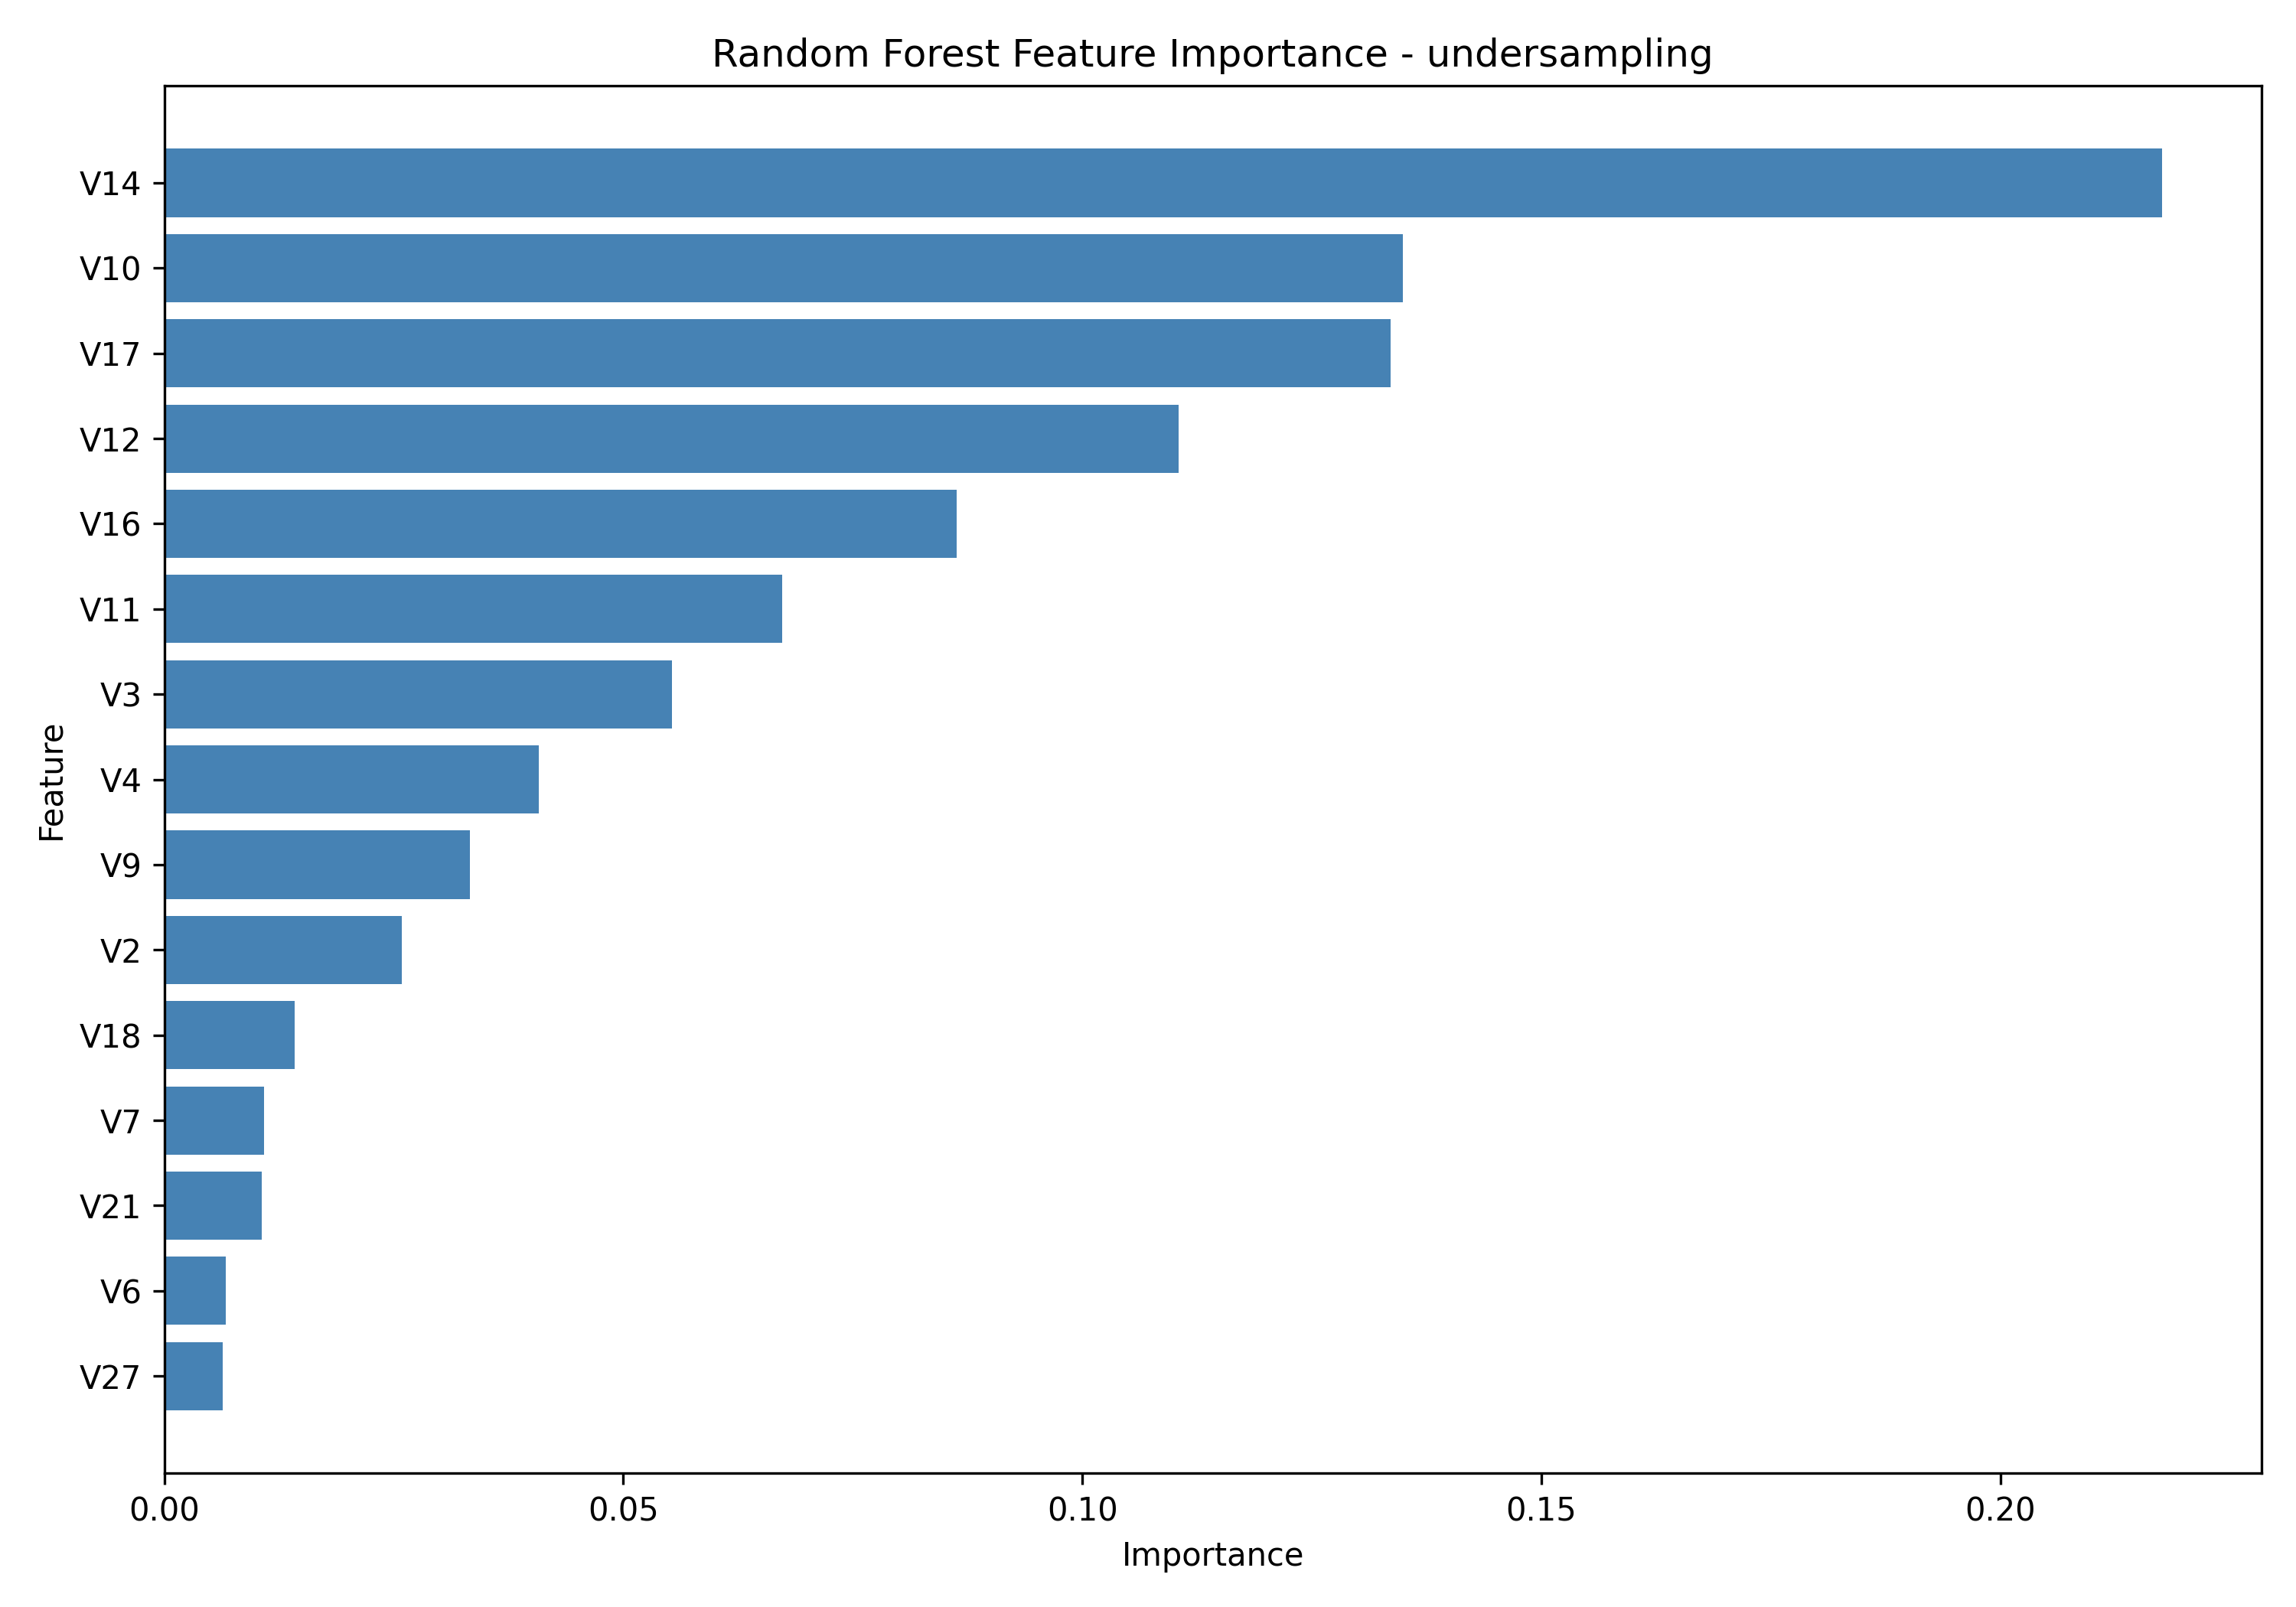 Random Forest Feature Importance - undersampling
V14
V10
V17
V12
V16
V11
V3
V4
V9
V2
V18
V7
V21
V6
V27
Feature
0.00 0.05 0.10 0.15 0.20
Importance